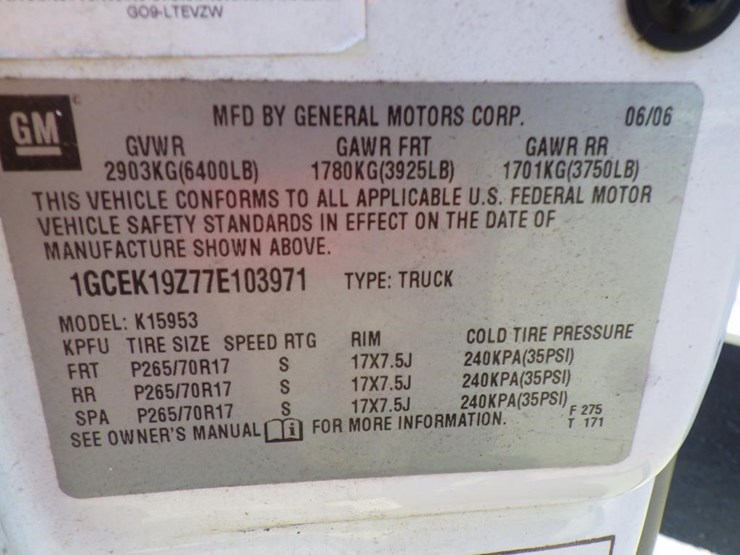 GO9-LTEVZW
GM
MFD BY GENERAL MOTORS CORP. 06/06
GVWR GAWR FRT GAWR RR
2903KG(6400LB) 1780KG(3925LB) 1701KG(3750LB)
THIS VEHICLE CONFORMS TO ALL APPLICABLE U.S. FEDERAL MOTOR
VEHICLE SAFETY STANDARDS IN EFFECT ON THE DATE OF
MANUFACTURE SHOWN ABOVE.
1GCEK19Z77E103971 TYPE: TRUCK
MODEL: K15953
KPFU TIRE SIZE SPEED RTG RIM COLD TIRE PRESSURE
FRT P265/70R17 S 17X7.5J 240KPA(35PSI)
RR P265/70R17 S 17X7.5J 240KPA(35PSI)
SPA P265/70R17 S 17X7.5J 240KPA(35PSI)
SEE OWNER'S MANUAL i FOR MORE INFORMATION.
F 275
T 171